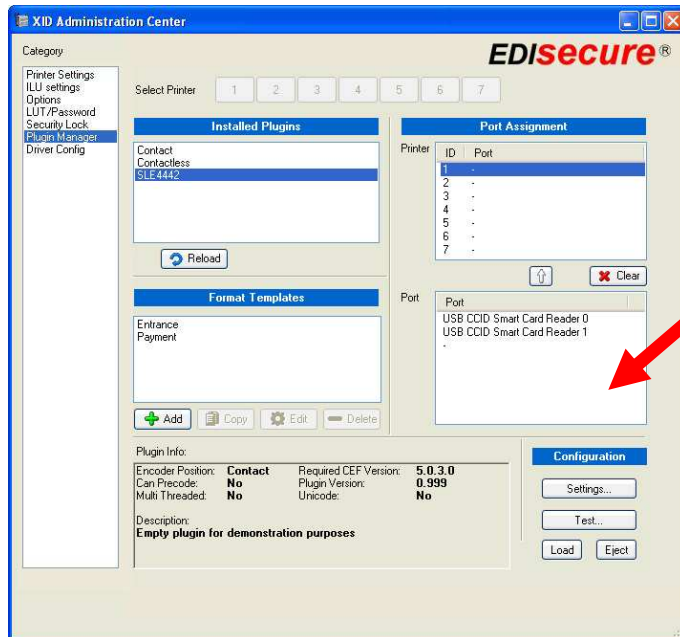 XID Administration Center
Category
EDIsecure®
Printer Settings
ILU settings
Options
LUT/Password
Security Lock
Plugin Manager
Driver Config
Select Printer 1 2 3 4 5 6 7
Installed Plugins
Contact
Contactless
SLE4442
Reload
Port Assignment
Printer
ID Port
1 -
2 -
3 -
4 -
5 -
6 -
7 -
Clear
Format Templates
Entrance
Payment
Add Copy Edit Delete
Port
Port
USB CCID Smart Card Reader 0
USB CCID Smart Card Reader 1
-
Plugin Info:
Encoder Position: Contact Required CEF Version: 5.0.3.0
Can Precode: No Plugin Version: 0.999
Multi Threaded: No Unicode: No
Description:
Empty plugin for demonstration purposes
Configuration
Settings...
Test...
Load Eject